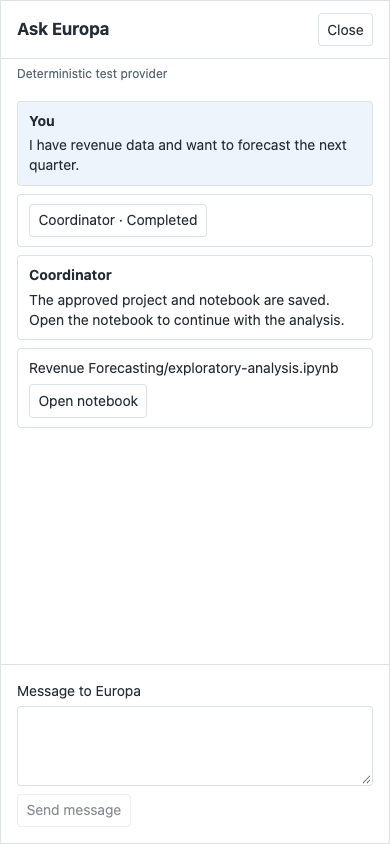 Ask Europa
Close
Deterministic test provider
You
I have revenue data and want to forecast the next
quarter.
Coordinator · Completed
Coordinator
The approved project and notebook are saved.
Open the notebook to continue with the analysis.
Revenue Forecasting/exploratory-analysis.ipynb
Open notebook
Message to Europa
Send message